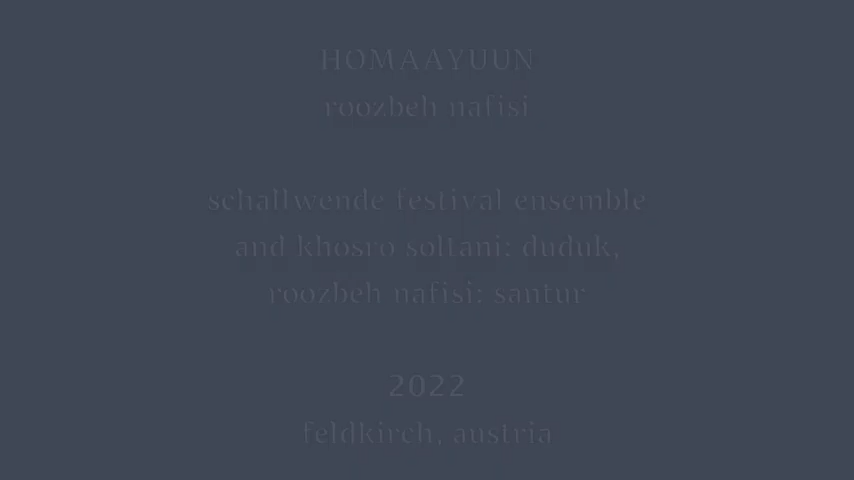 HOMAAYUUN
roozbeh nafisi
schallwende festival ensemble
and khosro soltani: duduk,
roozbeh nafisi: santur
2022
feldkirch, austria